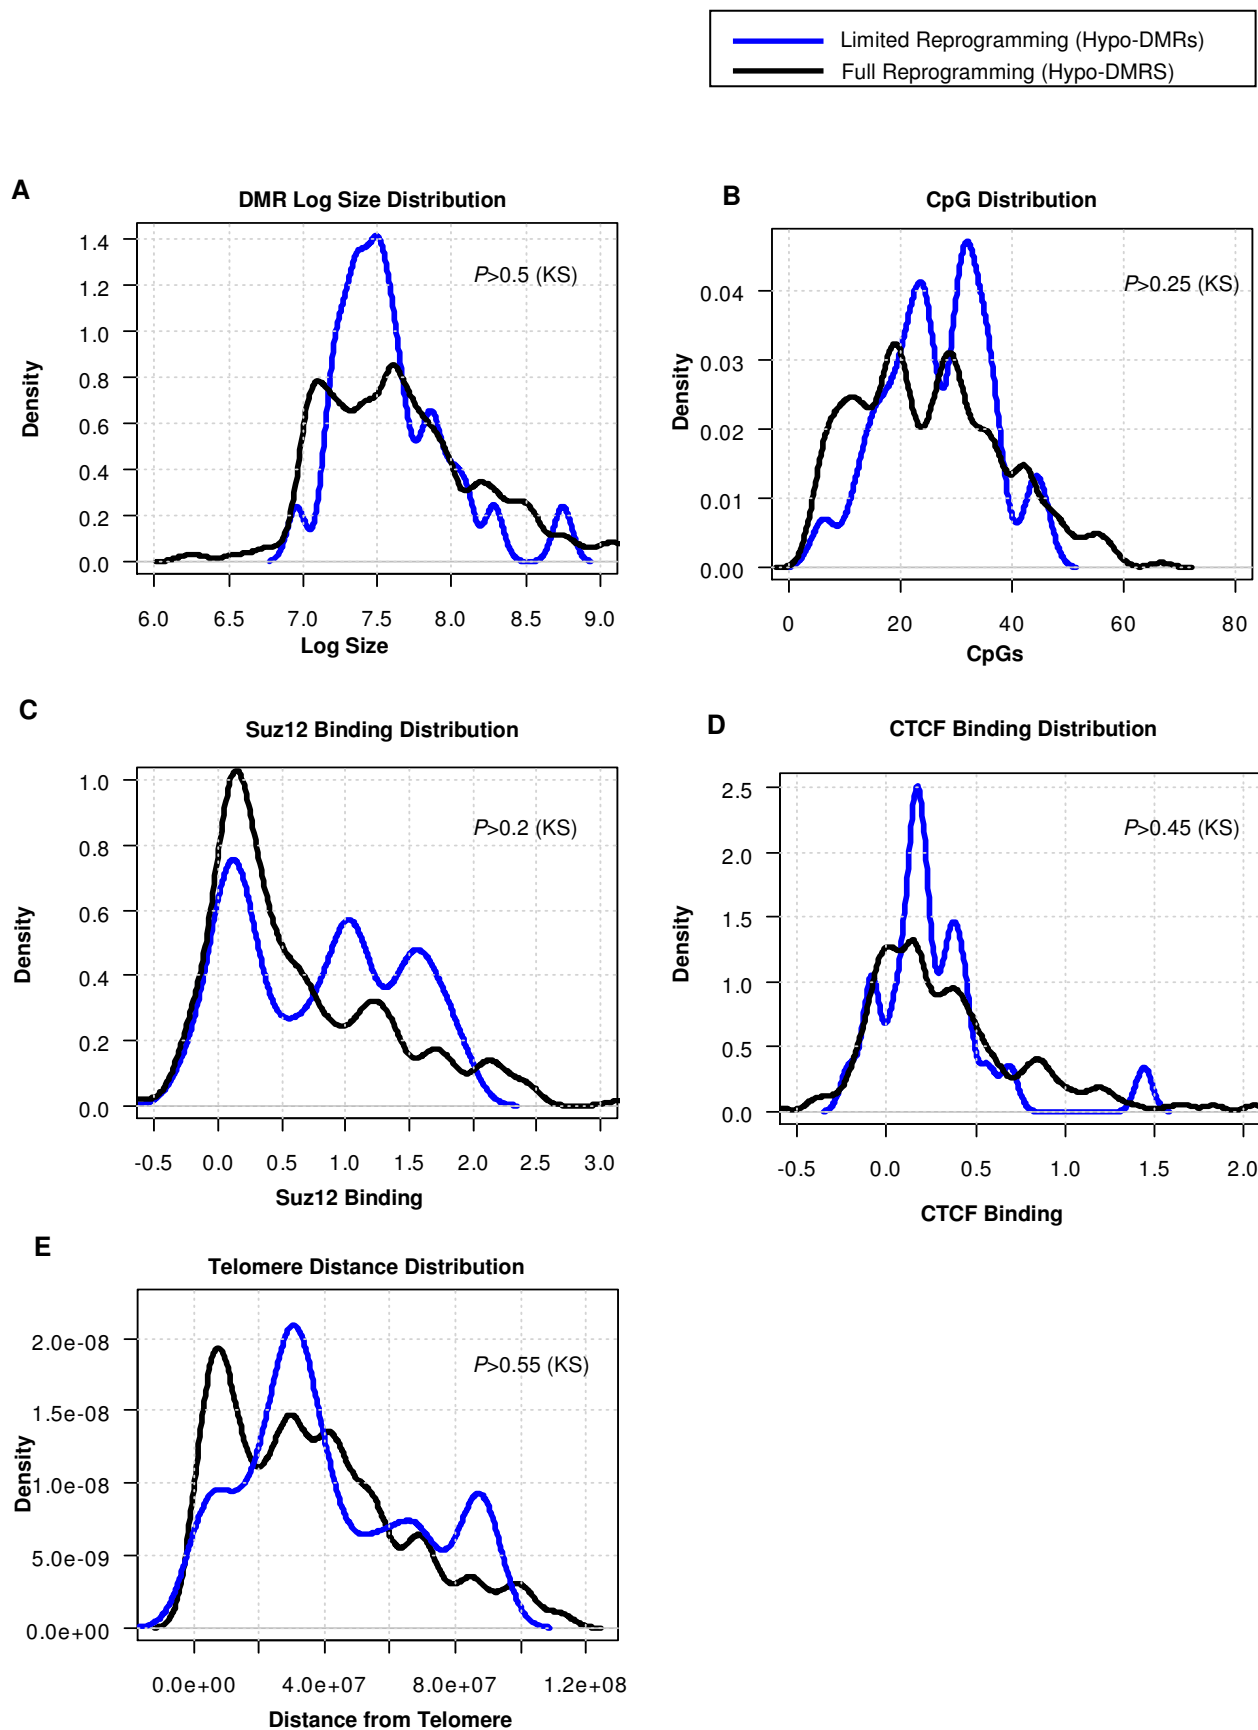 Limited Reprogramming (Hypo-DMRs)
Full Reprogramming (Hypo-DMRS)
A
DMR Log Size Distribution
P>0.5 (KS)
Density
1.4
1.2
1.0
0.8
0.6
0.4
0.2
0.0
6.0 6.5 7.0 7.5 8.0 8.5 9.0
Log Size
B
CpG Distribution
P>0.25 (KS)
Density
0.04
0.03
0.02
0.01
0.00
0 20 40 60 80
CpGs
C
Suz12 Binding Distribution
P>0.2 (KS)
Density
1.0
0.8
0.6
0.4
0.2
0.0
-0.5 0.0 0.5 1.0 1.5 2.0 2.5 3.0
Suz12 Binding
D
CTCF Binding Distribution
P>0.45 (KS)
Density
2.5
2.0
1.5
1.0
0.5
0.0
-0.5 0.0 0.5 1.0 1.5 2.0
CTCF Binding
E
Telomere Distance Distribution
P>0.55 (KS)
Density
2.0e-08
1.5e-08
1.0e-08
5.0e-09
0.0e+00
0.0e+00 4.0e+07 8.0e+07 1.2e+08
Distance from Telomere